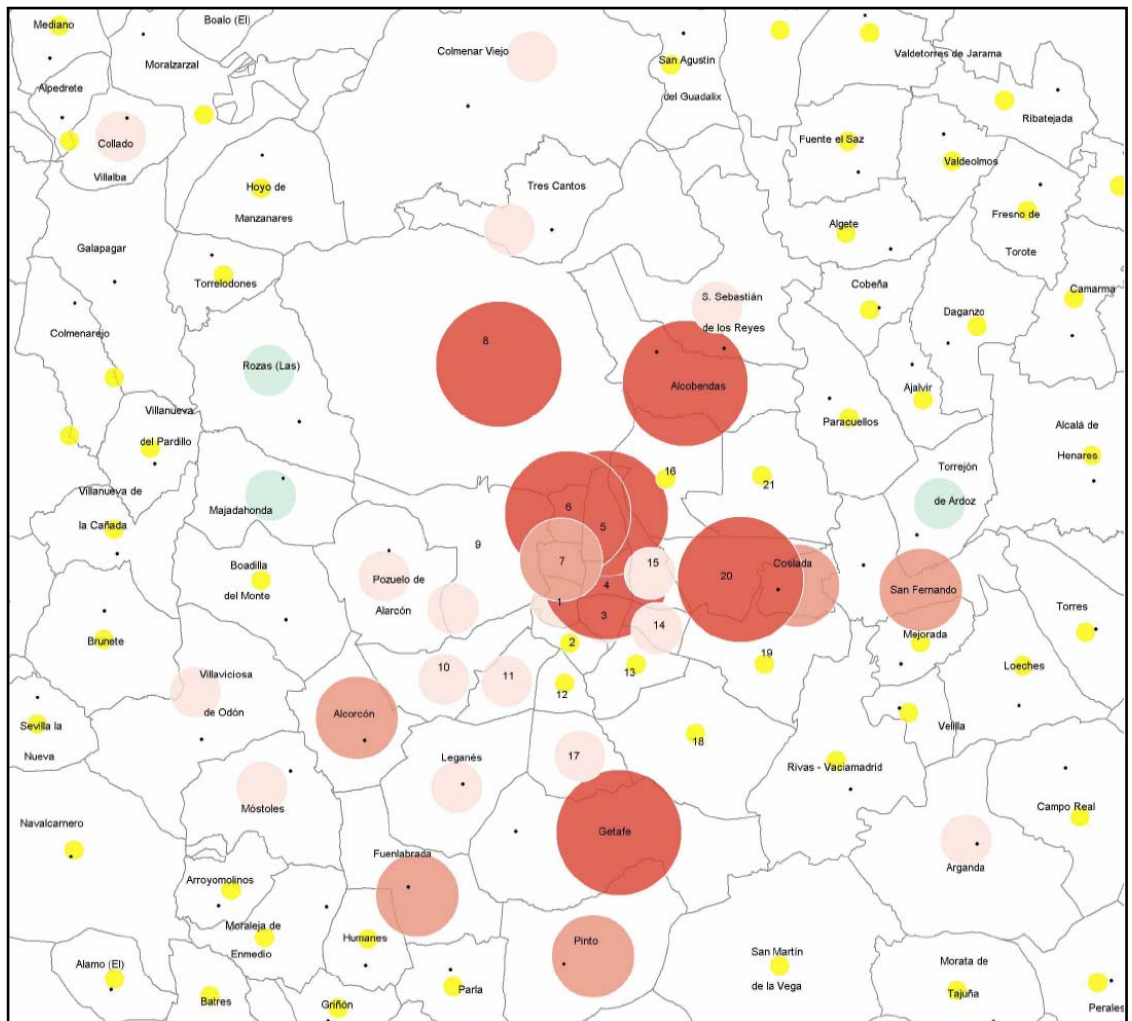 Mediano
Boalo (El)
Moralzarzal
Colmenar Viejo
San Agustin
del Guadalix
Valdetorres de Jarama
Alpedrete
Ribatejada
Collado
Villalba
Fuente el Saz
Valdeolmos
Hoyo de
Manzanares
Tres Cantos
Fresno de
Torote
Algete
Galapagar
Torrelodones
Cobeña
Camarma
S. Sebastián
de los Reyes
Daganzo
Colmenarejo
8
Rozas (Las)
Alcobendas
Ajalvir
Villanueva
del Pardillo
Paracuellos
Alcalá de
Henares
Torrejón
de Ardoz
16
21
Villanueva de
la Cañada
Majadahonda
6
5
9
7
15
Coslada
20
4
Boadilla
del Monte
Pozuelo de
Alarcón
San Fernando
1
3
14
Torres
Brunete
2
Mejorada
10
11
13
19
Loeches
12
Villaviciosa
de Odón
Alcorcón
Sevilla la
Nueva
18
Velilla
17
Leganés
Rivas - Vaciamadrid
Móstoles
Campo Real
Navalcarnero
Getafe
Fuenlabrada
Arganda
Arroyomolinos
Moraleja de
Enmedio
Humanes
Pinto
San Martín
de la Vega
Morata de
Tajuña
Alamo (El)
Batres
Griñón
Parla
Perales